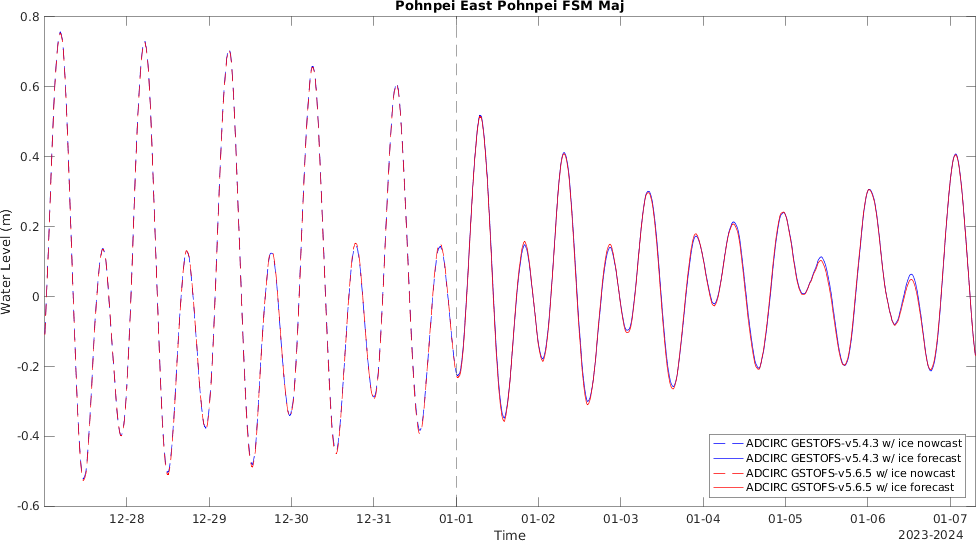 Pohnpei East Pohnpei FSM Maj
Water Level (m)
0.8
0.6
0.4
0.2
0
-0.2
-0.4
-0.6
12-28
12-29
12-30
12-31
01-01
01-02
01-03
01-04
01-05
01-06
01-07
Time
2023-2024
ADCIRC GESTOFS-v5.4.3 w/ ice nowcast
ADCIRC GESTOFS-v5.4.3 w/ ice forecast
ADCIRC GSTOFS-v5.6.5 w/ ice nowcast
ADCIRC GSTOFS-v5.6.5 w/ ice forecast